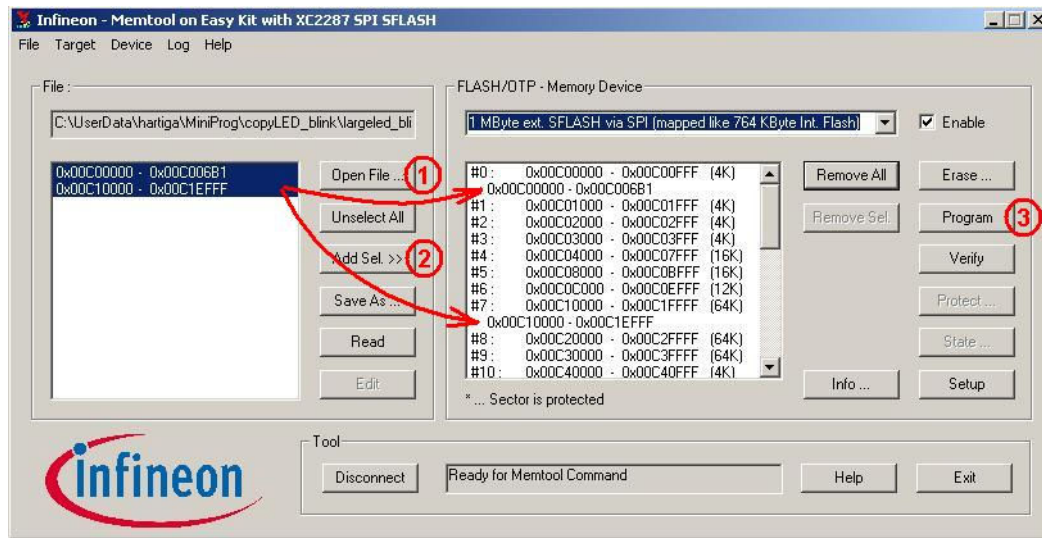 Infineon - Memtool on Easy Kit with XC2287 SPI SFLASH
File Target Device Log Help
File :
C:\UserData\hartiga\MiniProg\copyLED_blink\largeled_bli
0x00C00000 - 0x00C006B1
0x00C10000 - 0x00C1EFFF
Open File ... 1
Unselect All
Add Sel. >> 2
Save As ...
Read
Edit
FLASH/OTP - Memory Device
1 MByte ext. SFLASH via SPI (mapped like 764 KByte Int. Flash)
Enable
#0 : 0x00C00000 - 0x00C00FFF (4K)
0x00C00000 - 0x00C006B1
#1 : 0x00C01000 - 0x00C01FFF (4K)
#2 : 0x00C02000 - 0x00C02FFF (4K)
#3 : 0x00C03000 - 0x00C03FFF (4K)
#4 : 0x00C04000 - 0x00C07FFF (16K)
#5 : 0x00C08000 - 0x00C0BFFF (16K)
#6 : 0x00C0C000 - 0x00C0EFFF (12K)
#7 : 0x00C10000 - 0x00C1FFFF (64K)
0x00C10000 - 0x00C1EFFF
#8 : 0x00C20000 - 0x00C2FFFF (64K)
#9 : 0x00C30000 - 0x00C3FFFF (64K)
#10 : 0x00C40000 - 0x00C40FFF (4K)
* ... Sector is protected
Remove All
Remove Sel.
Info ...
Erase ...
Program 3
Verify
Protect ...
State ...
Setup
infineon
Tool
Disconnect
Ready for Memtool Command
Help
Exit